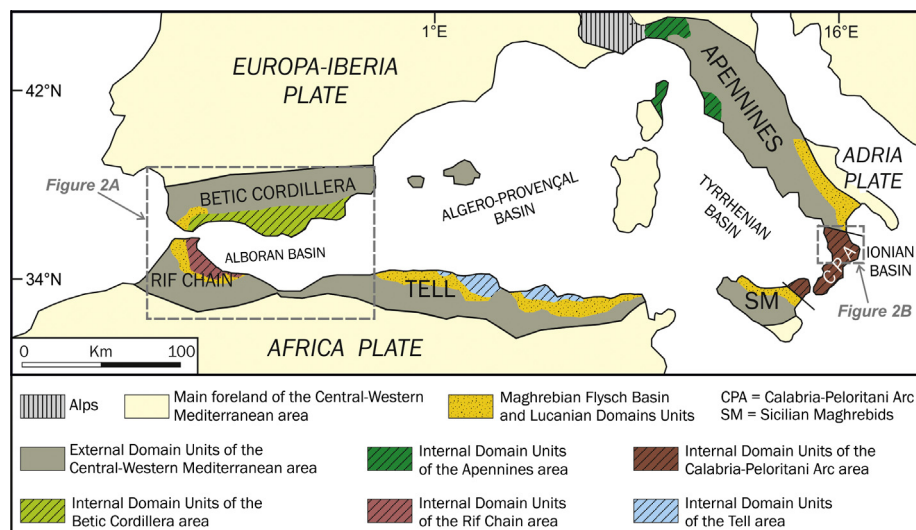 1°E
16°E
42°N
34°N
EUROPA-IBERIA
PLATE
APENNINES
ADRIA
PLATE
Figure 2A
BETIC CORDILLERA
ALGERO-PROVENÇAL
BASIN
TYRRHENIAN
BASIN
ALBORAN BASIN
IONIAN
BASIN
CPA
RIF CHAIN
TELL
SM
Figure 2B
AFRICA PLATE
0 Km 100
Alps
Main foreland of the Central-Western
Mediterranean area
Maghrebian Flysch Basin
and Lucanian Domains Units
CPA = Calabria-Peloritani Arc
SM = Sicilian Maghrebids
External Domain Units of the
Central-Western Mediterranean area
Internal Domain Units
of the Apennines area
Internal Domain Units of the
Calabria-Peloritani Arc area
Internal Domain Units of the
Betic Cordillera area
Internal Domain Units
of the Rif Chain area
Internal Domain Units
of the Tell area